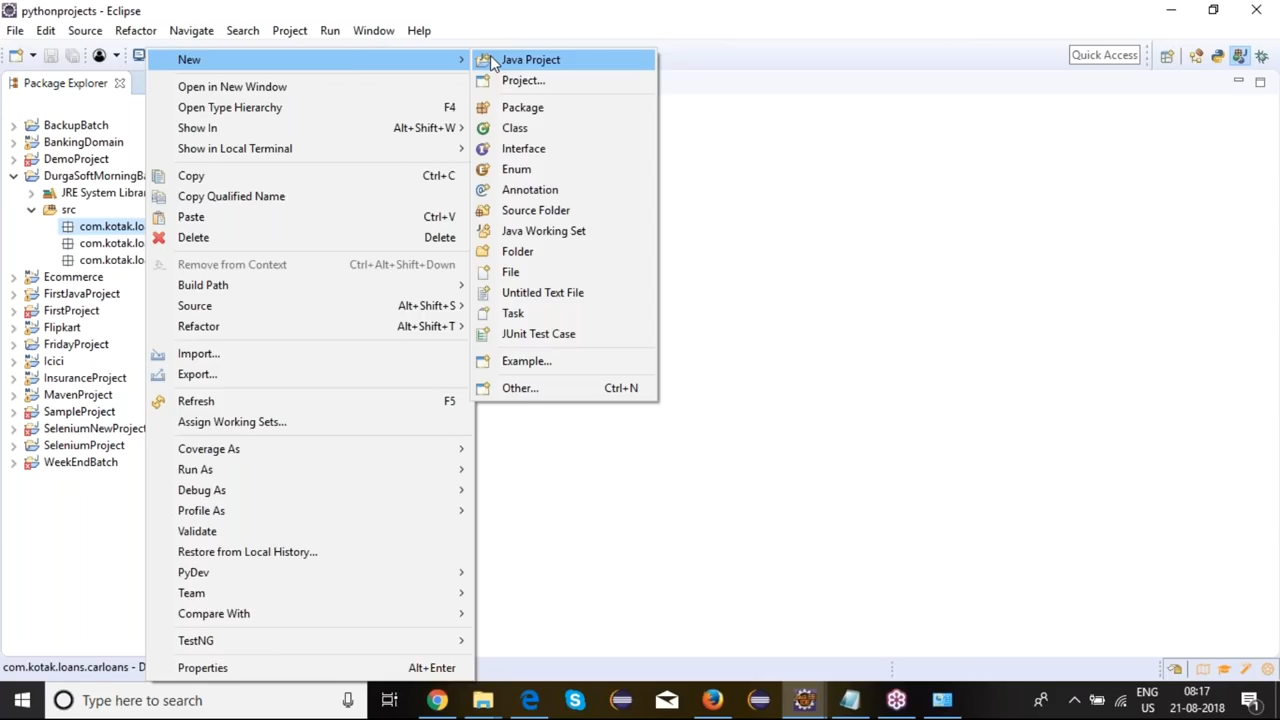 pythonprojects - Eclipse
File Edit Source Refactor Navigate Search Project Run Window Help
Quick Access
Package Explorer
BackupBatch
BankingDomain
DemoProject
DurgaSoftMorningBa
JRE System Librar
src
com.kotak.lo
com.kotak.lo
com.kotak.lo
Ecommerce
FirstJavaProject
FirstProject
Flipkart
FridayProject
Icici
InsuranceProject
MavenProject
SampleProject
SeleniumNewProject
SeleniumProject
WeekEndBatch
New
Open in New Window
Open Type Hierarchy F4
Show In Alt+Shift+W
Show in Local Terminal
Copy Ctrl+C
Copy Qualified Name
Paste Ctrl+V
Delete Delete
Remove from Context Ctrl+Alt+Shift+Down
Build Path
Source Alt+Shift+S
Refactor Alt+Shift+T
Import...
Export...
Refresh F5
Assign Working Sets...
Coverage As
Run As
Debug As
Profile As
Validate
Restore from Local History...
PyDev
Team
Compare With
TestNG
Properties Alt+Enter
Java Project
Project...
Package
Class
Interface
Enum
Annotation
Source Folder
Java Working Set
Folder
File
Untitled Text File
Task
JUnit Test Case
Example...
Other... Ctrl+N
com.kotak.loans.carloans - D
Type here to search
ENG
US
08:17
21-08-2018